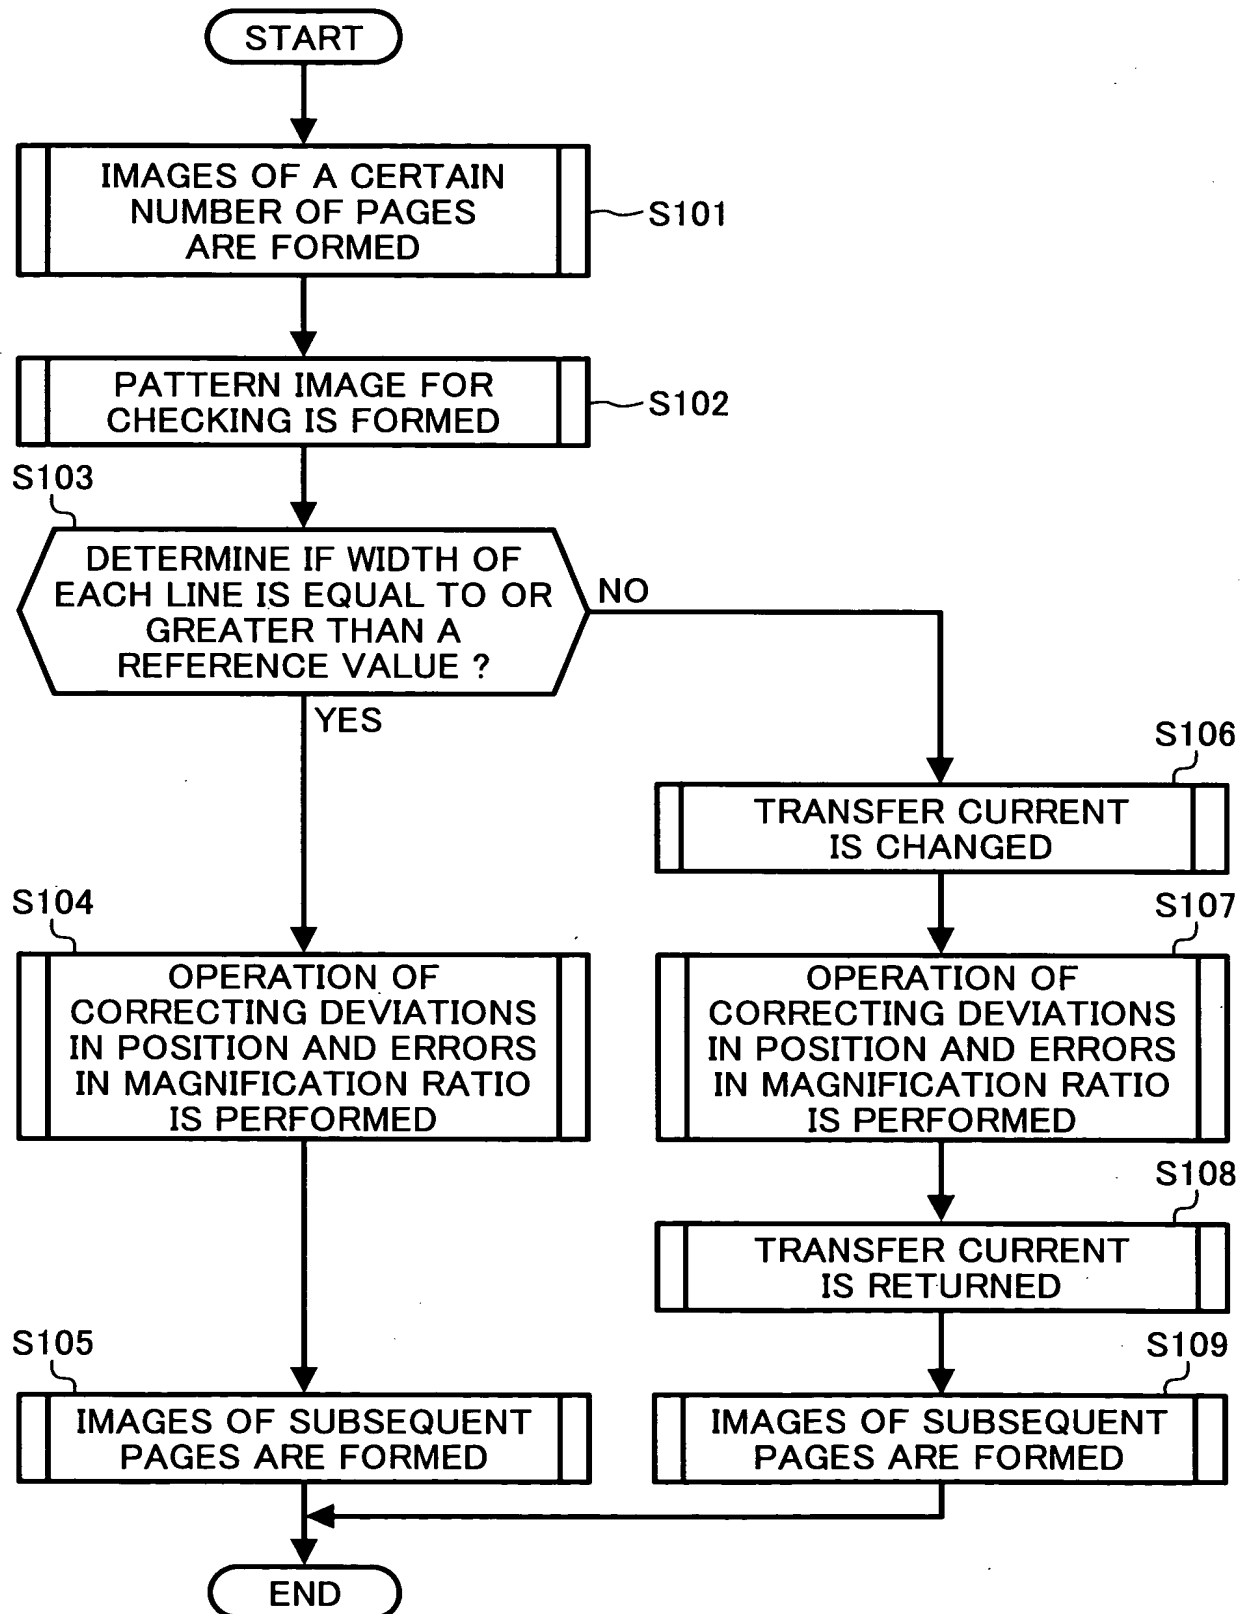 START
IMAGES OF A CERTAIN
NUMBER OF PAGES
ARE FORMED
S101
PATTERN IMAGE FOR
CHECKING IS FORMED
S102
S103
DETERMINE IF WIDTH OF
EACH LINE IS EQUAL TO OR
GREATER THAN A
REFERENCE VALUE ?
NO
YES
S106
TRANSFER CURRENT
IS CHANGED
S104
OPERATION OF
CORRECTING DEVIATIONS
IN POSITION AND ERRORS
IN MAGNIFICATION RATIO
IS PERFORMED
S107
OPERATION OF
CORRECTING DEVIATIONS
IN POSITION AND ERRORS
IN MAGNIFICATION RATIO
IS PERFORMED
S108
TRANSFER CURRENT
IS RETURNED
S105
IMAGES OF SUBSEQUENT
PAGES ARE FORMED
S109
IMAGES OF SUBSEQUENT
PAGES ARE FORMED
END